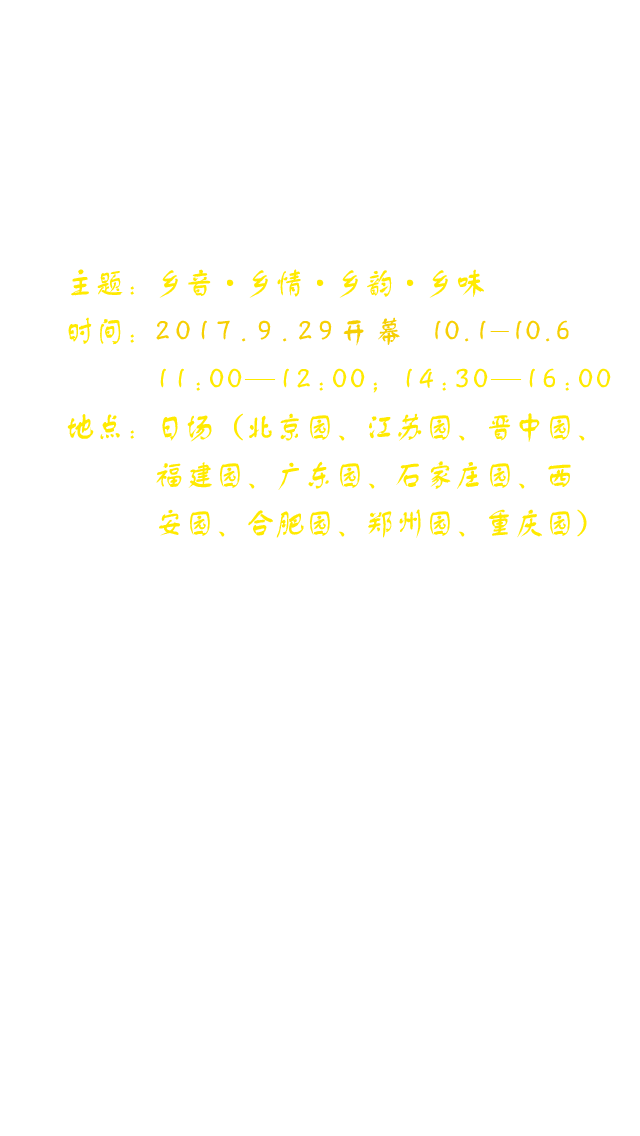 主题：乡音·乡情·乡韵·乡味
时间：2017.9.29开幕 10.1—10.6
11:00—12:00；14:30—16:00
地点：日场（北京园、江苏园、晋中园、
福建园、广东园、石家庄园、西
安园、合肥园、郑州园、重庆园）